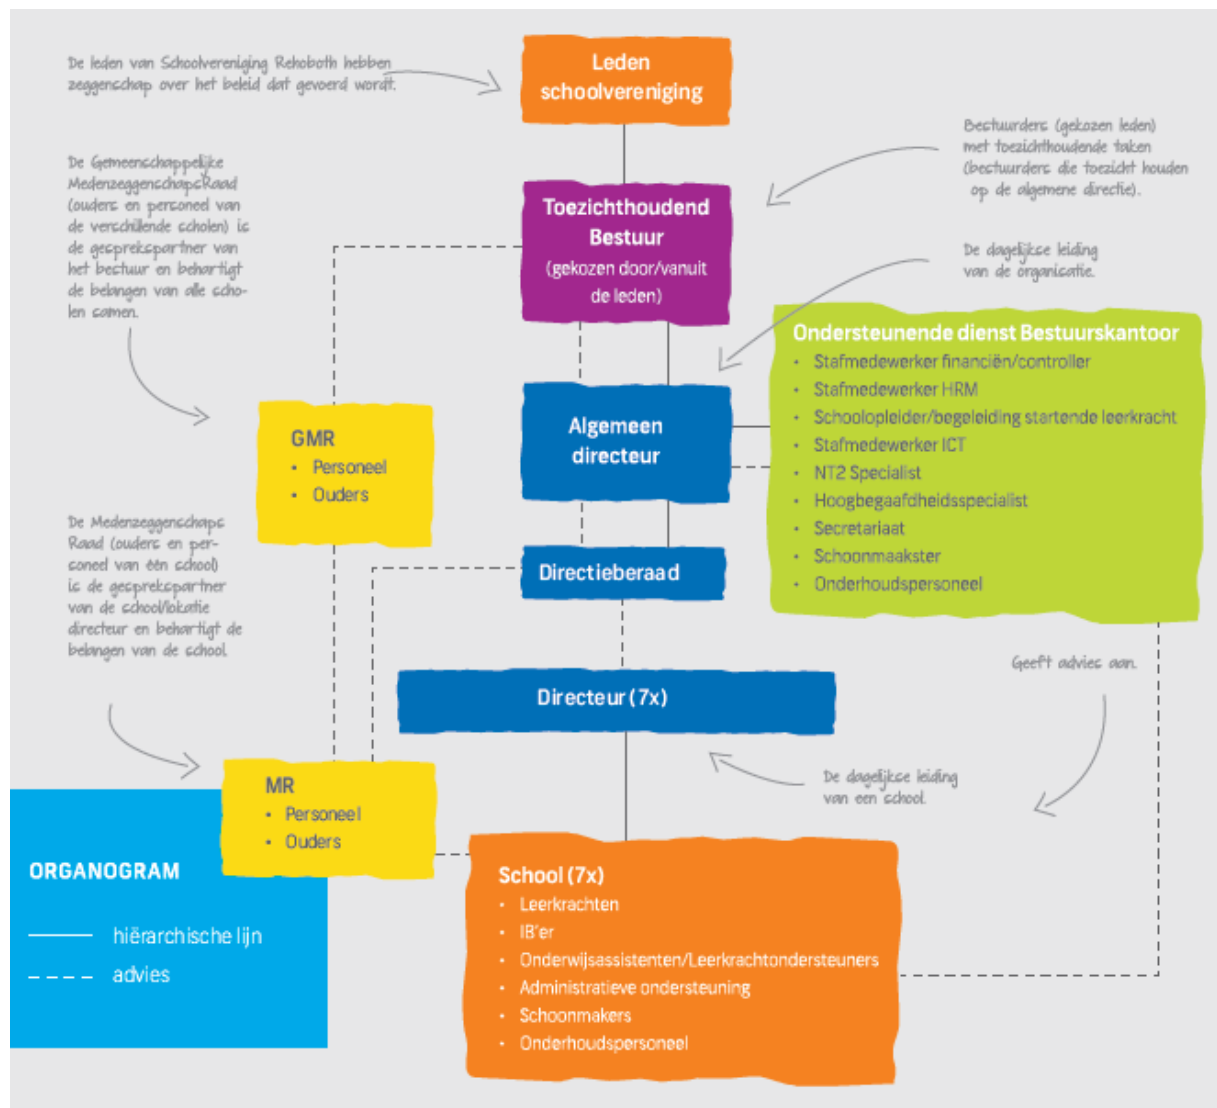 De leden van Schoolvereniging Rehoboth hebben
zeggenschap over het beleid dat gevoerd wordt.
Leden
schoolvereniging
Bestuurders (gekozen leden)
met toezichthoudende taken
(bestuurders die toezicht houden
op de algemene directie).
De Gemeenschappelijke
MedenzeggenschapsRaad
(ouders en personeel van
de verschillende scholen) is
de gesprekspartner van
het bestuur en behartigt
de belangen van alle scho-
len samen.
Toezichthoudend
Bestuur
(gekozen door/vanuit
de leden)
De dagelijkse leiding
van de organisatie.
Ondersteunende dienst Bestuurskantoor
• Stafmedewerker financiën/controller
• Stafmedewerker HRM
• Schoolopleider/begeleiding startende leerkracht
• Stafmedewerker ICT
• NT2 Specialist
• Hoogbegaafdheidsspecialist
• Secretariaat
• Schoonmaakster
• Onderhoudspersoneel
Algemeen
directeur
GMR
• Personeel
• Ouders
De Medenzeggenschaps
Raad (ouders en per-
soneel van één school)
is de gesprekspartner
van de school/lokatie
directeur en behartigt de
belangen van de school.
Directieberaad
Geeft advies aan.
Directeur (7x)
De dagelijkse leiding
van een school.
MR
• Personeel
• Ouders
School (7x)
• Leerkrachten
• IB'er
• Onderwijsassistenten/Leerkrachtondersteuners
• Administratieve ondersteuning
• Schoonmakers
• Onderhoudspersoneel
ORGANOGRAM
hiërarchische lijn
advies